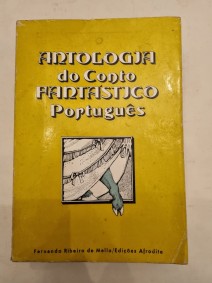 ANTOLOGIA
do Conto
FANTÁSTICO
Português
Fernando Ribeiro de Mello/Edições Afrodite